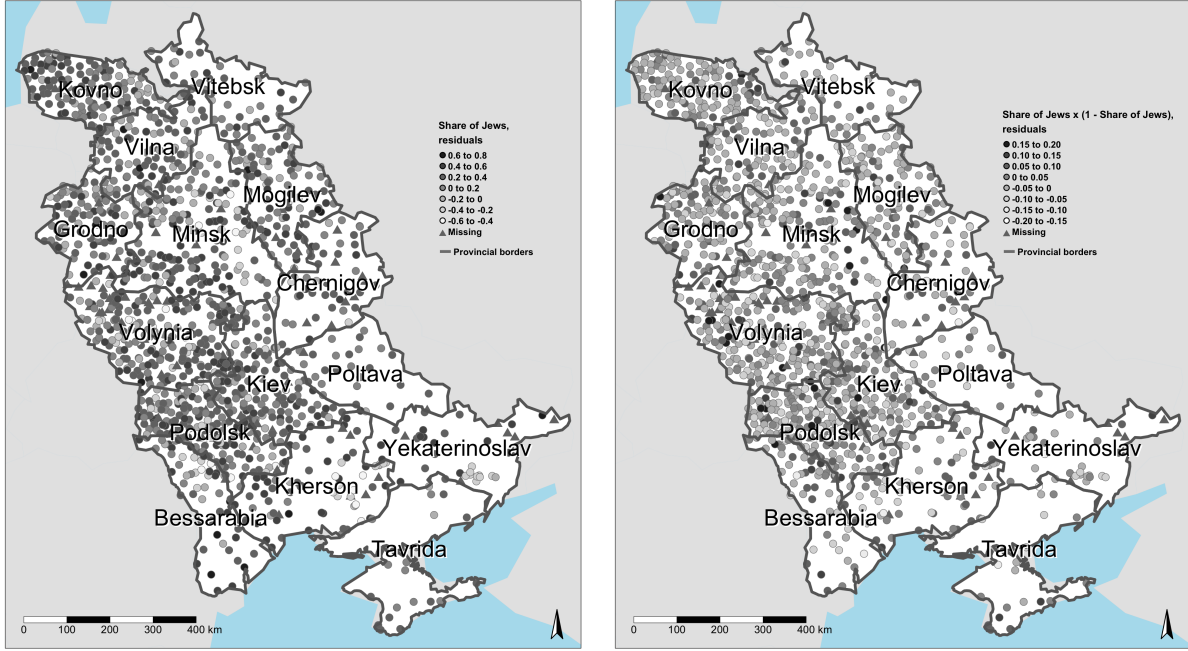 Kovno
Vitebsk
Vilna
Mogilev
Grodno
Minsk
Chernigov
Volynia
Poltava
Kiev
Podolsk
Yekaterinoslav
Kherson
Bessarabia
Tavrida
Share of Jews,
residuals
0.6 to 0.8
0.4 to 0.6
0.2 to 0.4
0 to 0.2
-0.2 to 0
-0.4 to -0.2
-0.6 to -0.4
Missing
Provincial borders
0 100 200 300 400 km
Kovno
Vitebsk
Vilna
Mogilev
Grodno
Minsk
Chernigov
Volynia
Poltava
Kiev
Podolsk
Yekaterinoslav
Kherson
Bessarabia
Tavrida
Share of Jews x (1 - Share of Jews),
residuals
0.15 to 0.20
0.10 to 0.15
0.05 to 0.10
0 to 0.05
-0.05 to 0
-0.10 to -0.05
-0.15 to -0.10
-0.20 to -0.15
Missing
Provincial borders
0 100 200 300 400 km